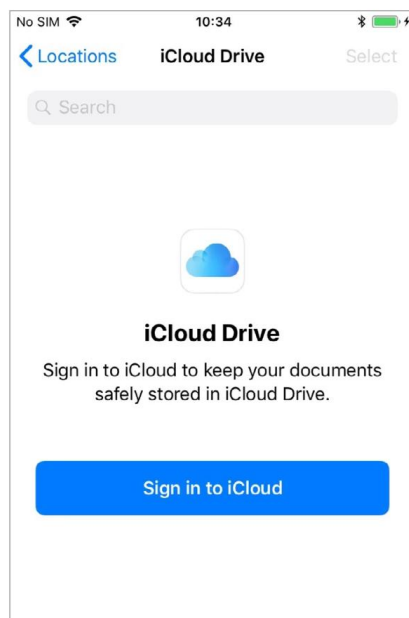 No SIM 10:34
Locations iCloud Drive Select
Search
iCloud Drive
Sign in to iCloud to keep your documents
safely stored in iCloud Drive.
Sign in to iCloud